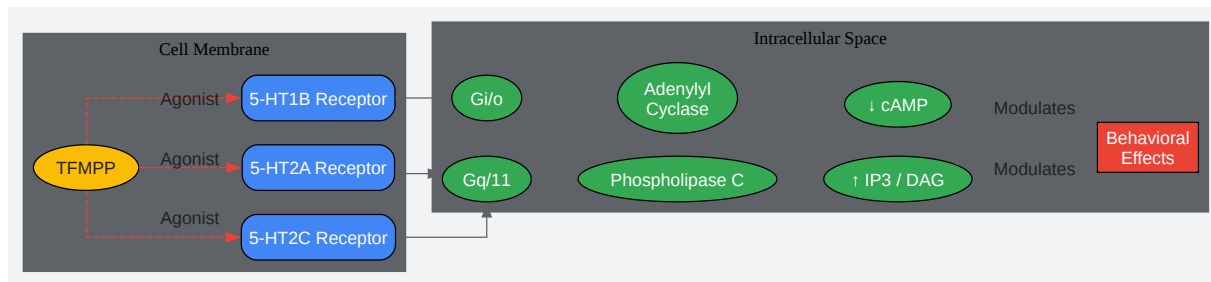 Cell Membrane
TFMPP
Agonist
5-HT1B Receptor
Agonist
5-HT2A Receptor
Agonist
5-HT2C Receptor
Intracellular Space
Gi/o
Adenylyl
Cyclase
↓ cAMP
Modulates
Gq/11
Phospholipase C
↑ IP3 / DAG
Modulates
Behavioral
Effects